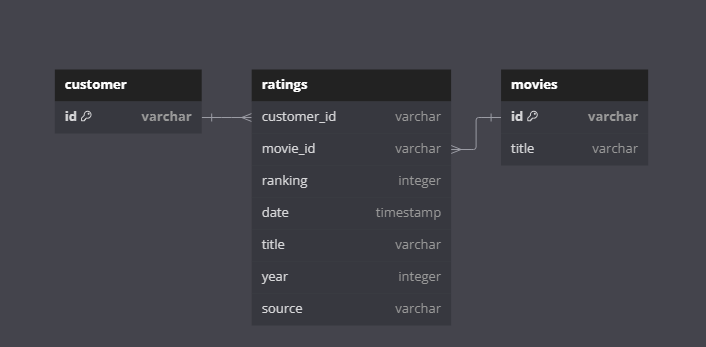 customer
id varchar
ratings
customer_id varchar
movie_id varchar
ranking integer
date timestamp
title varchar
year integer
source varchar
movies
id varchar
title varchar